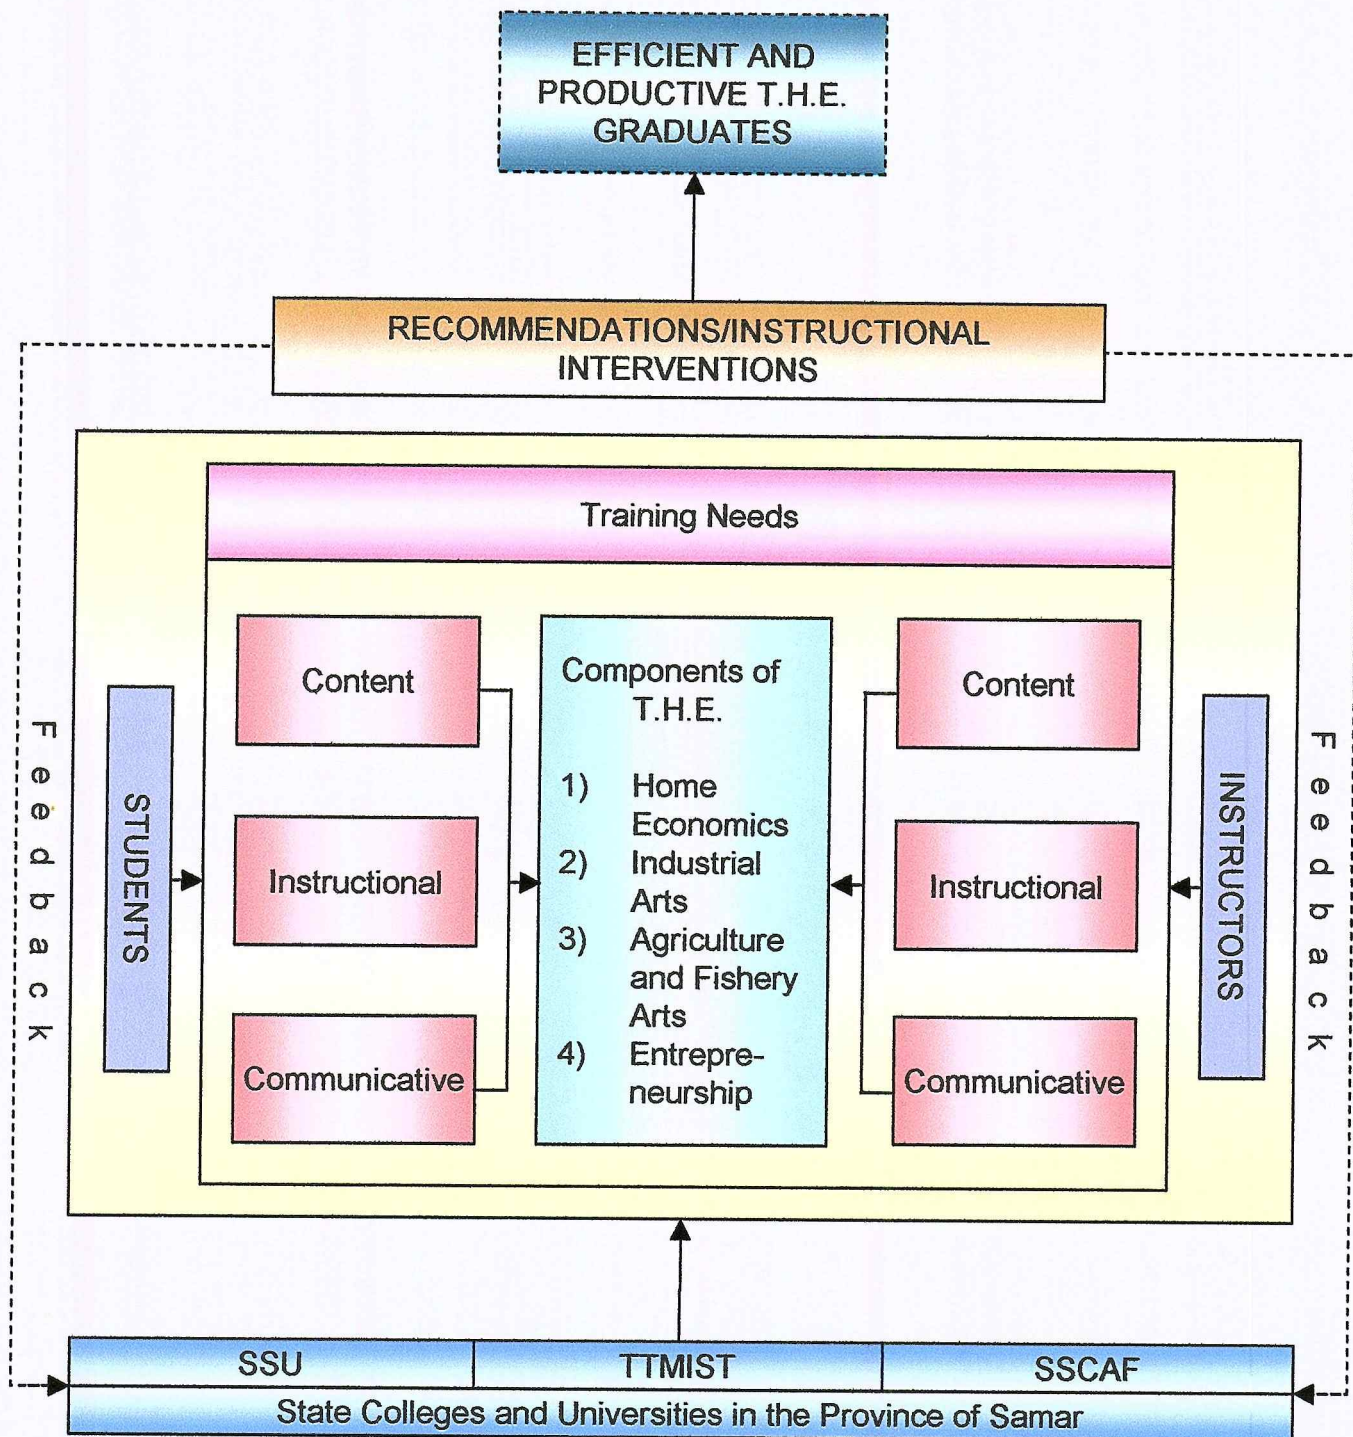 EFFICIENT AND
PRODUCTIVE T.H.E.
GRADUATES
RECOMMENDATIONS/INSTRUCTIONAL
INTERVENTIONS
Training Needs
Feedback
STUDENTS
Content
Instructional
Communicative
Components of
T.H.E.
1) Home
Economics
2) Industrial
Arts
3) Agriculture
and Fishery
Arts
4) Entrepre-
neurship
Content
Instructional
Communicative
INSTRUCTORS
Feedback
SSU
TTMIST
SSCAF
State Colleges and Universities in the Province of Samar